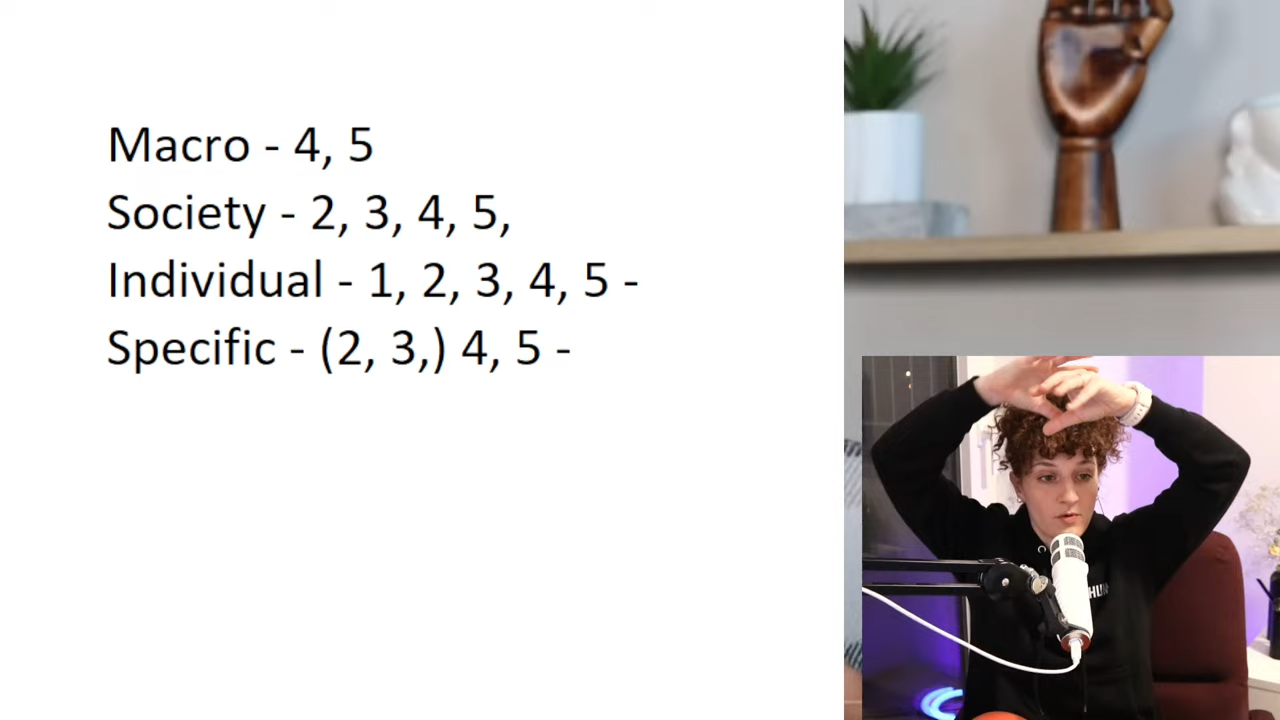 Macro - 4, 5
Society - 2, 3, 4, 5,
Individual - 1, 2, 3, 4, 5 -
Specific - (2, 3,) 4, 5 -